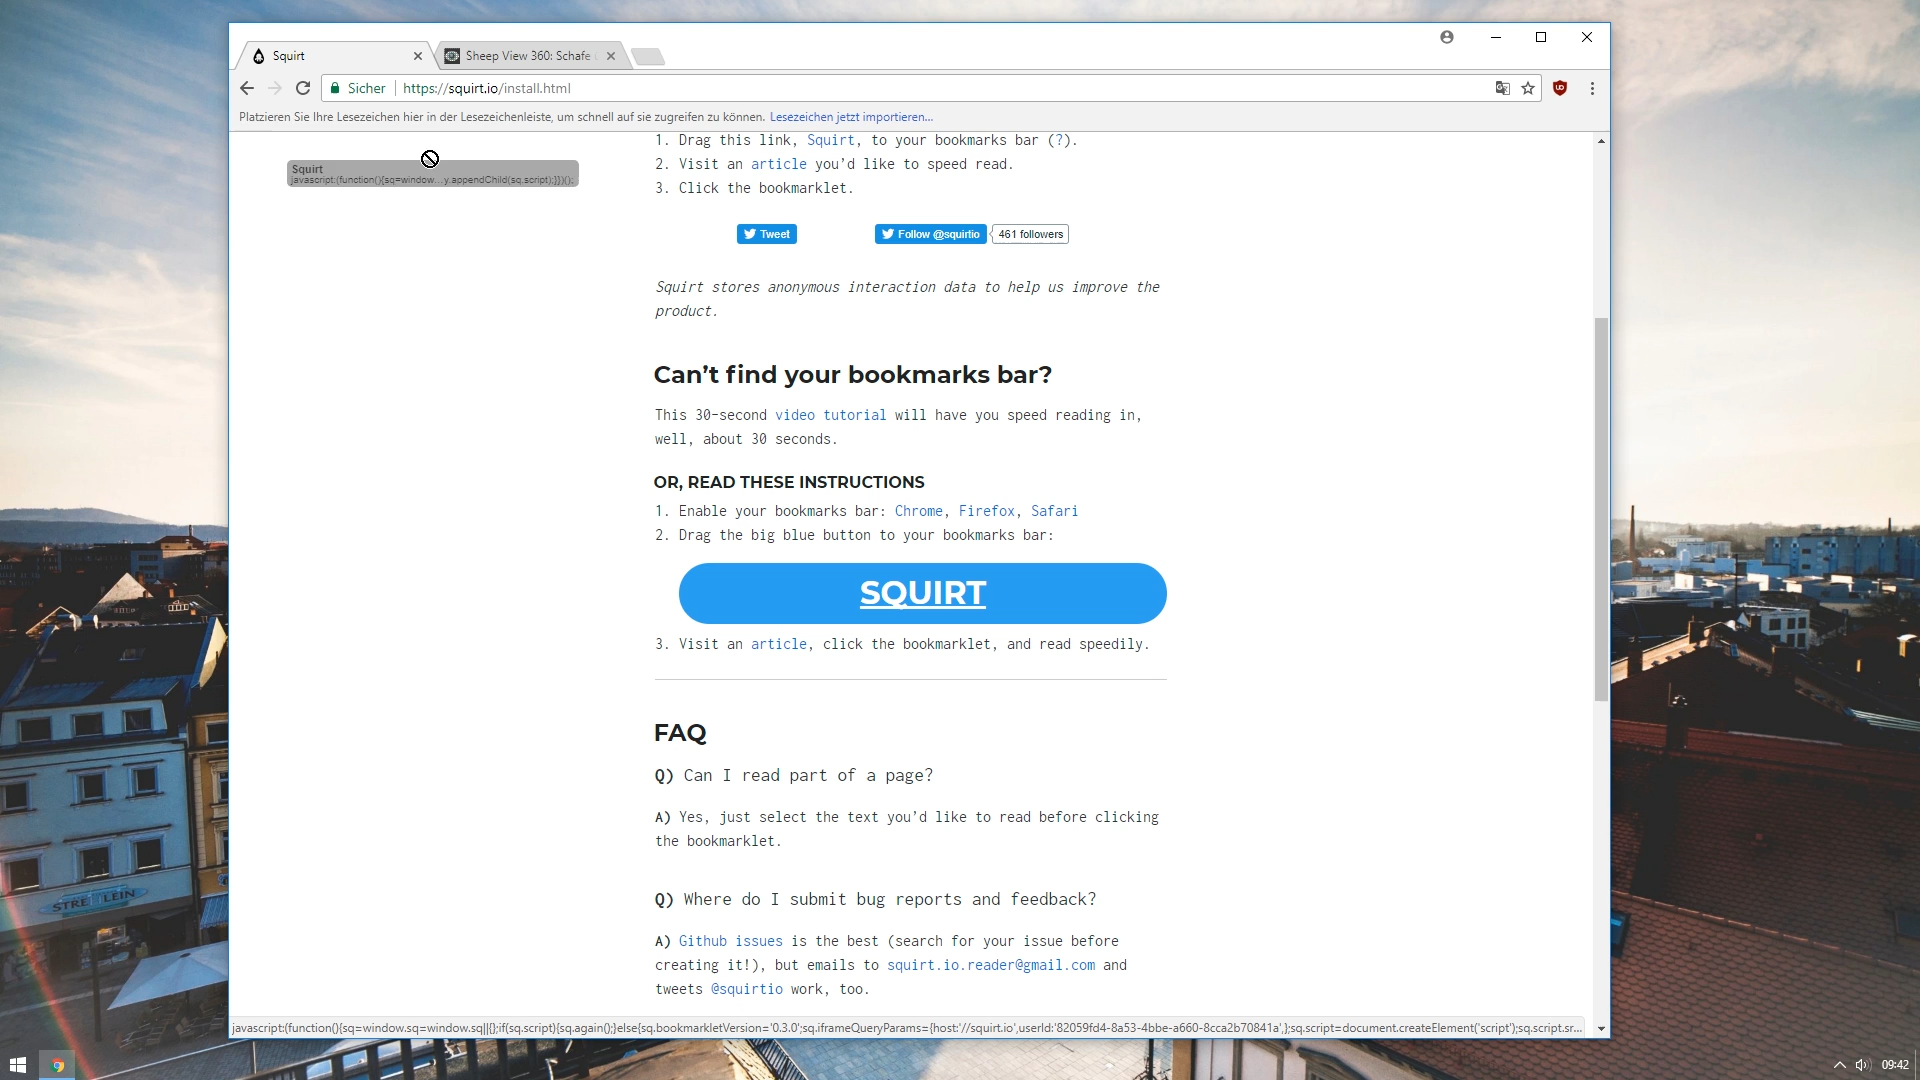 Squirt
Sheep View 360: Schafe
Sicher
https://squirt.io/install.html
Platzieren Sie Ihre Lesezeichen hier in der Lesezeichenleiste, um schnell auf sie zugreifen zu können. Lesezeichen jetzt importieren...
1. Drag this link, Squirt, to your bookmarks bar (?).
2. Visit an article you’d like to speed read.
3. Click the bookmarklet.
Squirt
javascript:(function(){sq=window...y.appendChild(sq.script);}})();
Tweet
Follow @squirtio
461 followers
Squirt stores anonymous interaction data to help us improve the
product.
Can’t find your bookmarks bar?
This 30-second video tutorial will have you speed reading in,
well, about 30 seconds.
OR, READ THESE INSTRUCTIONS
1. Enable your bookmarks bar: Chrome, Firefox, Safari
2. Drag the big blue button to your bookmarks bar:
SQUIRT
3. Visit an article, click the bookmarklet, and read speedily.
FAQ
Q) Can I read part of a page?
A) Yes, just select the text you’d like to read before clicking
the bookmarklet.
Q) Where do I submit bug reports and feedback?
A) Github issues is the best (search for your issue before
creating it!), but emails to squirt.io.reader@gmail.com and
tweets @squirtio work, too.
javascript:(function(){sq=window.sq=window.sq||{};if(sq.script){sq.again();}else{sq.bookmarkletVersion='0.3.0';sq.iframeQueryParams={host:'//squirt.io',userId:'82059fd4-8a53-4bbe-a660-8cca2b70841a',};sq.script=document.createElement('script');sq.script.sr...
09:42